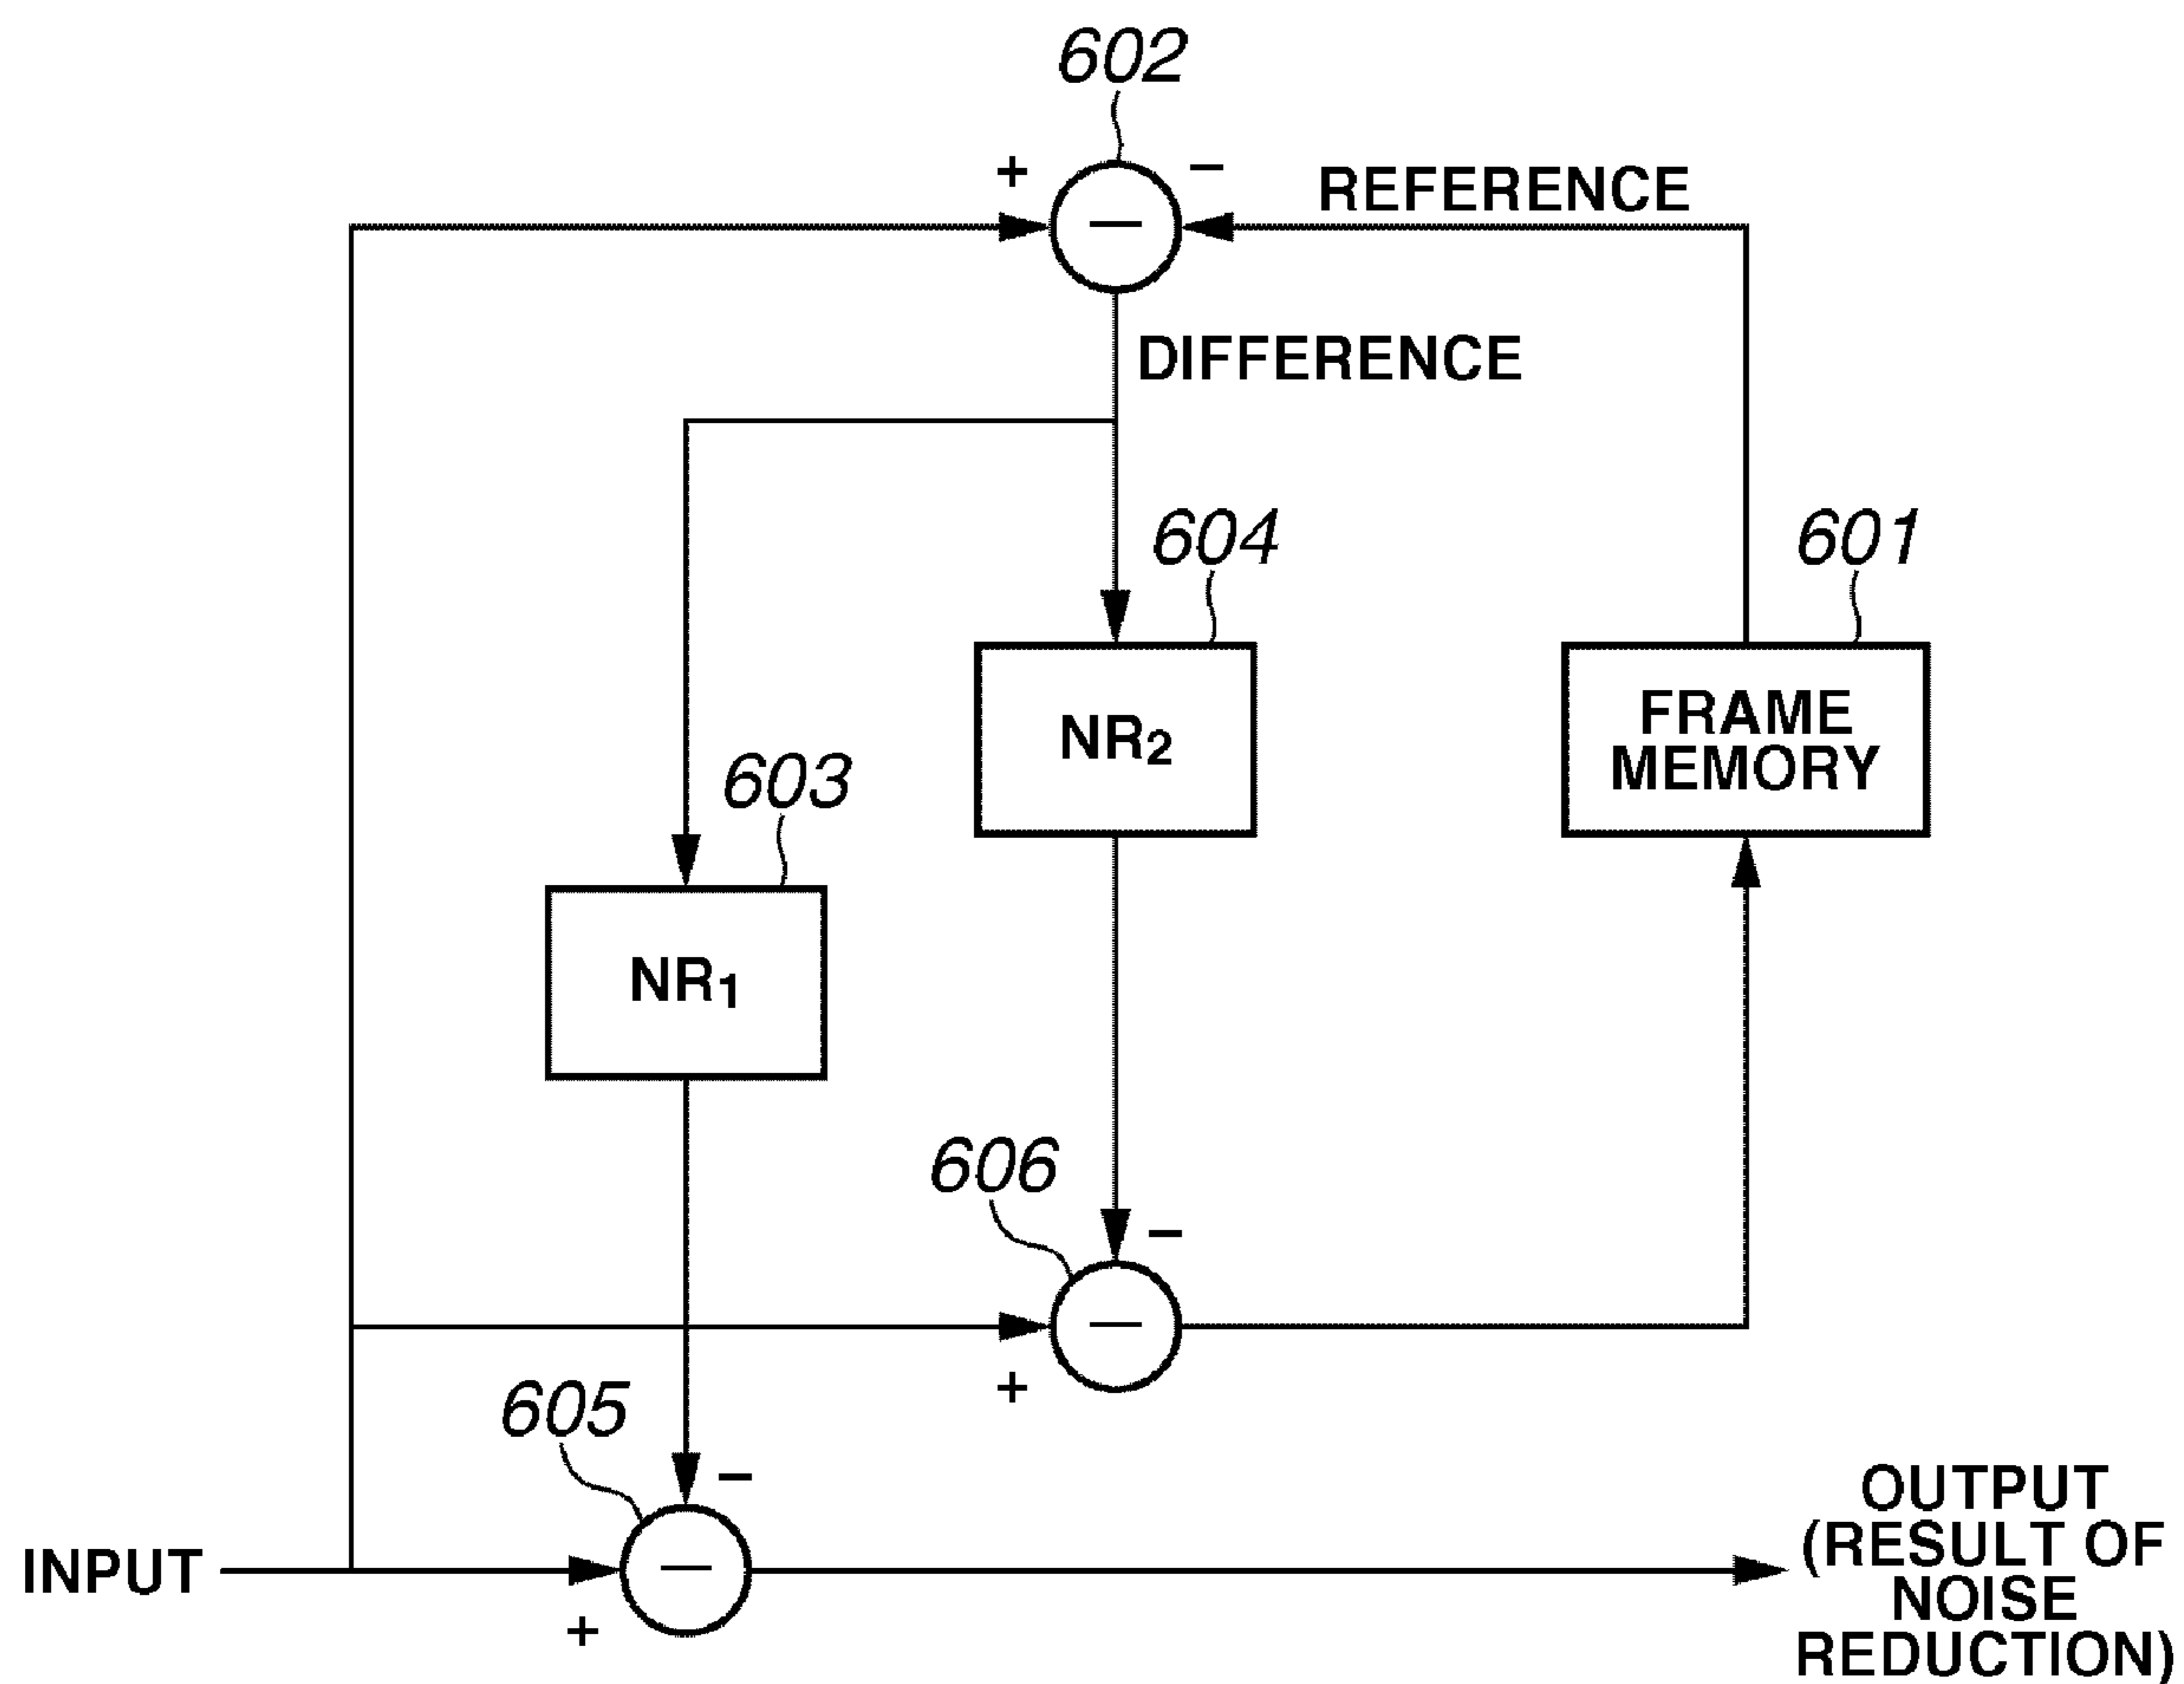 602
+
−
REFERENCE
DIFFERENCE
604
601
NR2
FRAME
MEMORY
603
NR1
606
−
+
605
−
INPUT
+
OUTPUT
(RESULT OF
NOISE
REDUCTION)